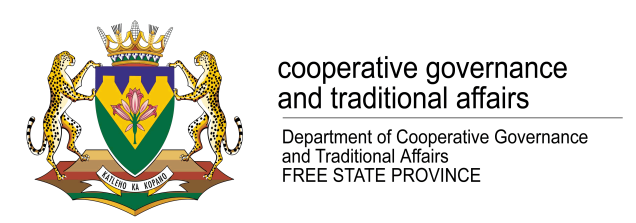 cooperative governance
and traditional affairs
Department of Cooperative Governance
and Traditional Affairs
FREE STATE PROVINCE
KATLEHO KA KOPANO